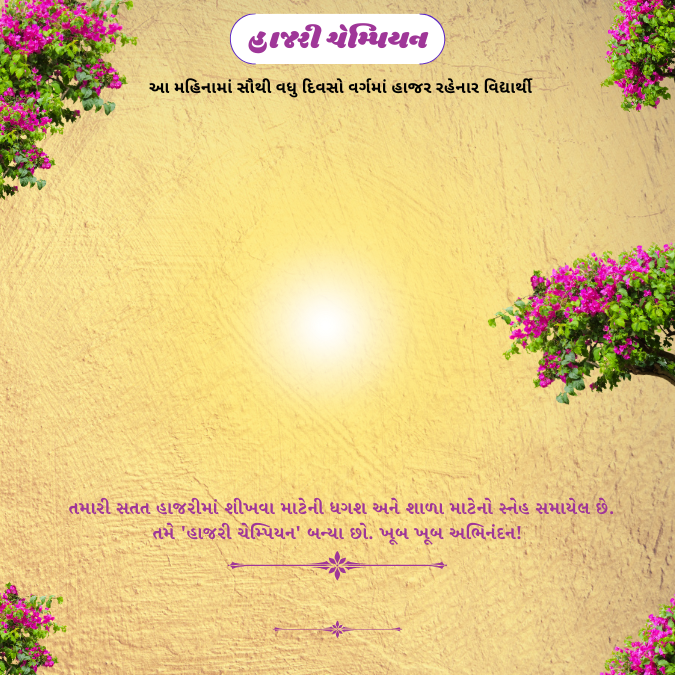 હાજરી ચેમ્પિયન
આ મહિનામાં સૌથી વધુ દિવસો વર્ગમાં હાજર રહેનાર વિદ્યાર્થી
તમારી સતત હાજરીમાં શીખવા માટેની ધગશ અને શાળા માટેનો સ્નેહ સમાયેલ છે.
તમે 'હાજરી ચેમ્પિયન' બન્યા છો. ખૂબ ખૂબ અભિનંદન!